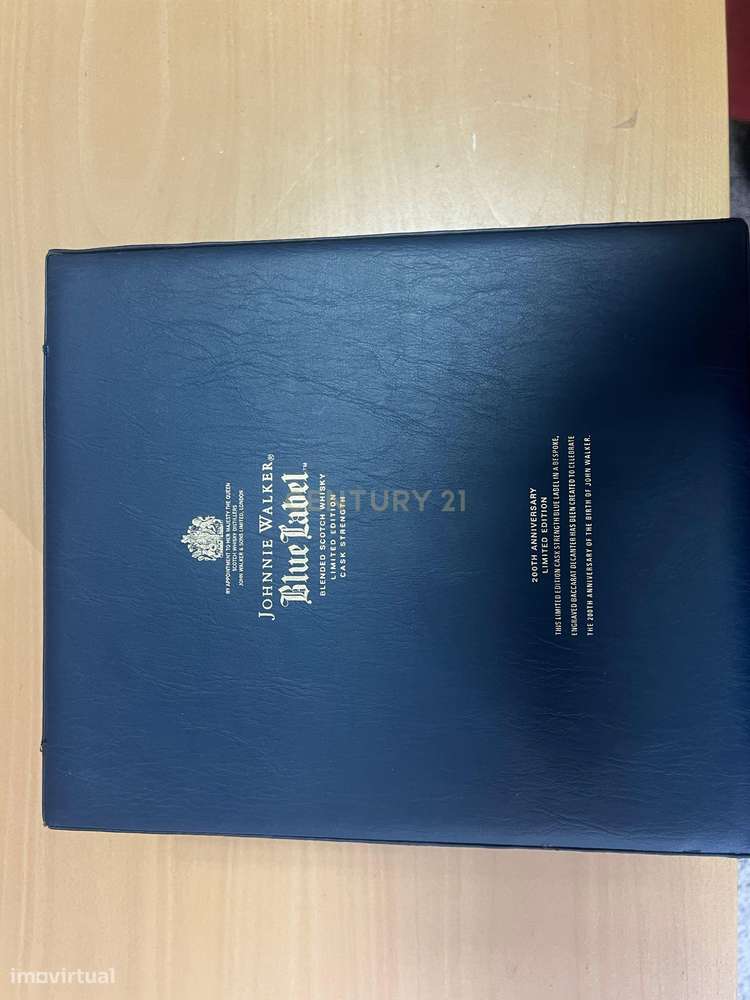 BY APPOINTMENT TO HER MAJESTY THE QUEEN
SCOTCH WHISKY DISTILLERS
JOHN WALKER & SONS LIMITED, LONDON
JOHNNIE WALKER®
Blue Label™
BLENDED SCOTCH WHISKY
LIMITED EDITION
CASK STRENGTH
200TH ANNIVERSARY
LIMITED EDITION
THIS LIMITED EDITION CASK STRENGTH BLUE LABEL IN A BESPOKE,
ENGRAVED BACCARAT DECANTER HAS BEEN CREATED TO CELEBRATE
THE 200TH ANNIVERSARY OF THE BIRTH OF JOHN WALKER.
CENTURY 21
imovirtual